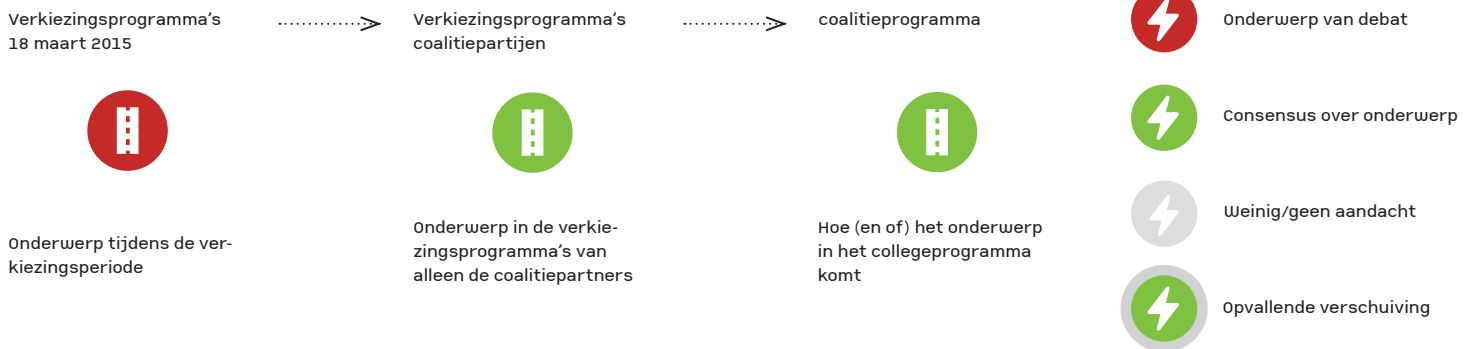 Verkiezingsprogramma's
18 maart 2015
Verkiezingsprogramma's
coalitiepartijen
coalitieprogramma
Onderwerp tijdens de ver-
kiezingsperiode
Onderwerp in de verkie-
zingsprogramma's van
alleen de coalitiepartners
Hoe (en of) het onderwerp
in het collegeprogramma
komt
Onderwerp van debat
Consensus over onderwerp
Weinig/geen aandacht
Opvallende verschuiving